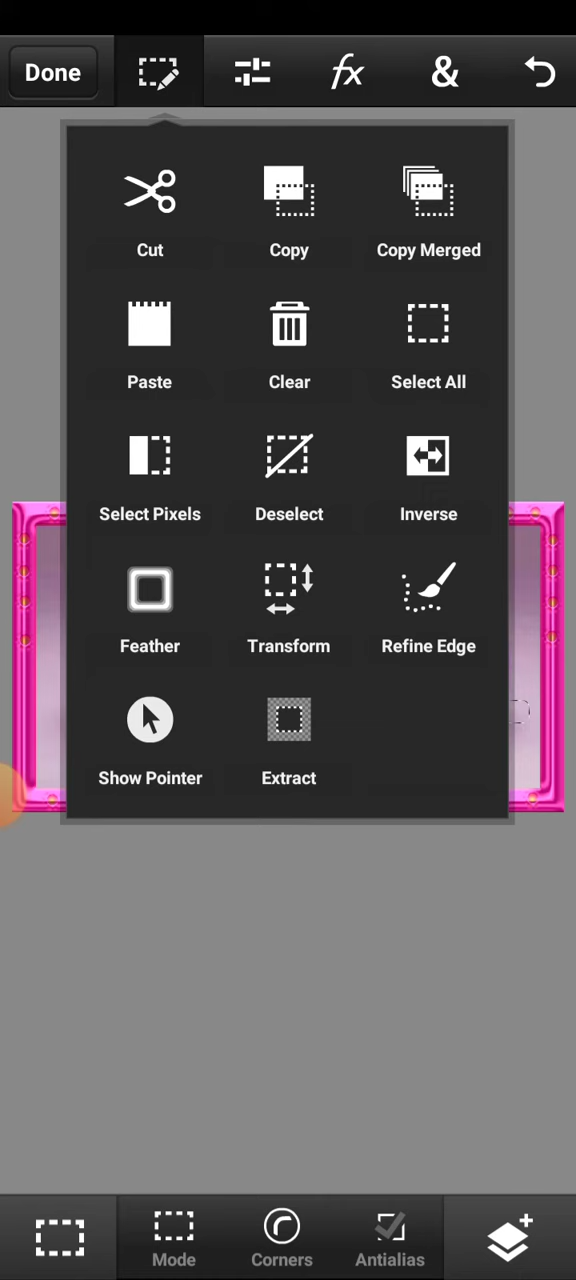 Done fx &
Cut Copy Copy Merged
Paste Clear Select All
Select Pixels Deselect Inverse
Feather Transform Refine Edge
Show Pointer Extract
Mode Corners Antialias